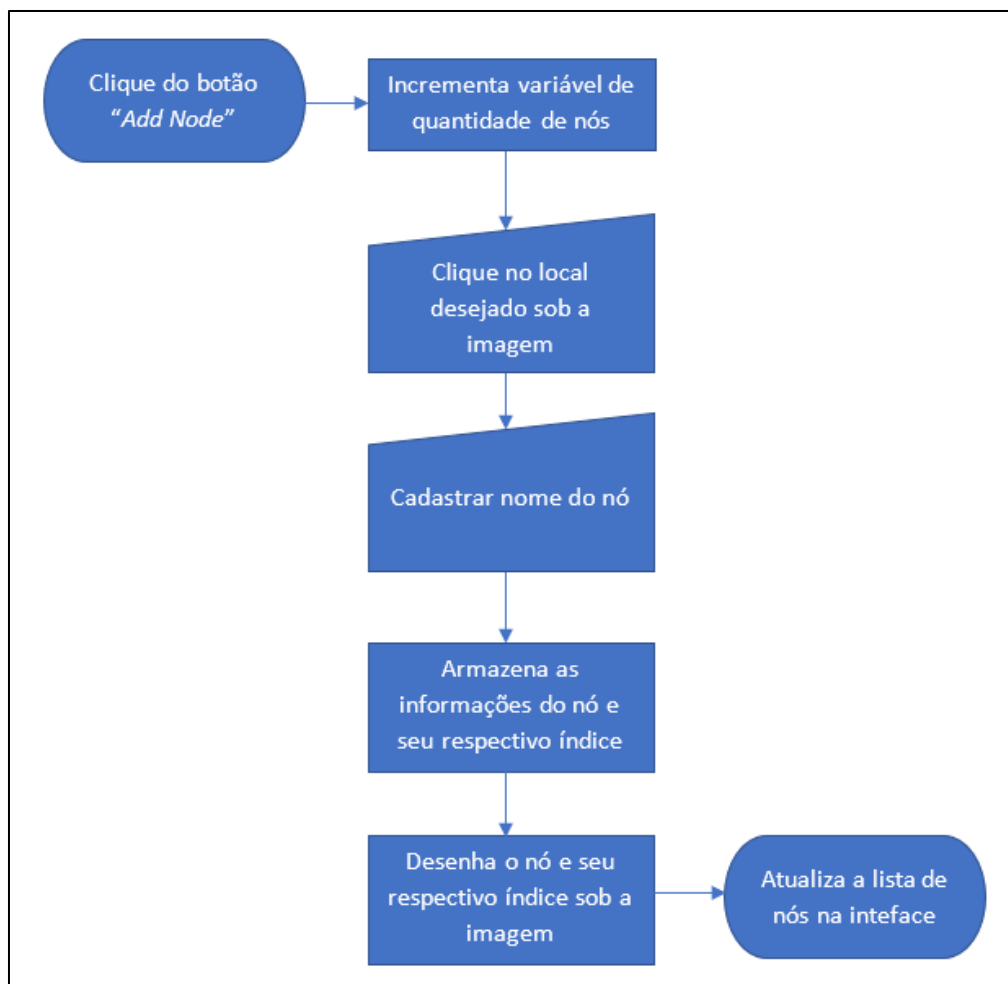 Clique do botão
“Add Node”
Incrementa variável de
quantidade de nós
Clique no local
desejado sob a
imagem
Cadastrar nome do nó
Armazena as
informações do nó e
seu respectivo índice
Desenha o nó e seu
respectivo índice sob a
imagem
Atualiza a lista de
nós na inteface